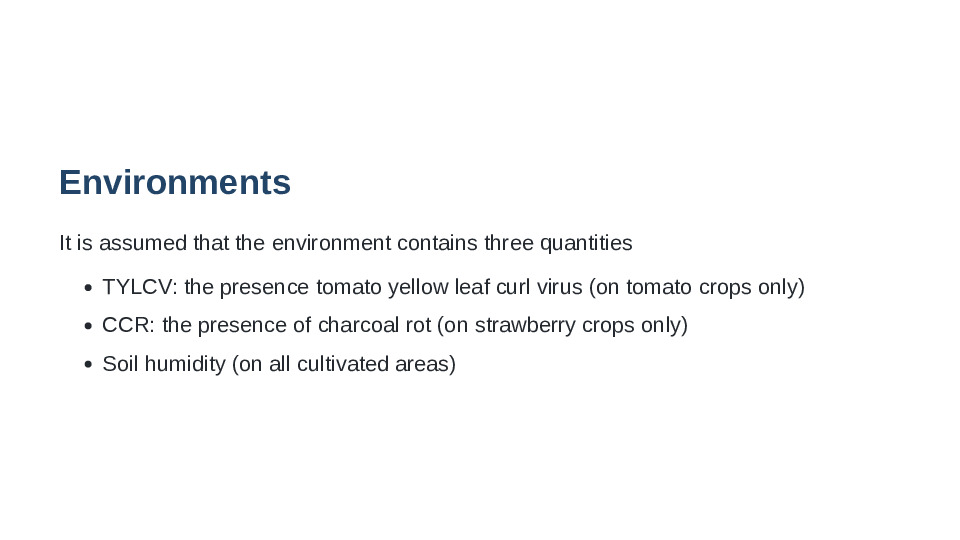 Environments
It is assumed that the environment contains three quantities
• TYLCV: the presence tomato yellow leaf curl virus (on tomato crops only)
• CCR: the presence of charcoal rot (on strawberry crops only)
• Soil humidity (on all cultivated areas)